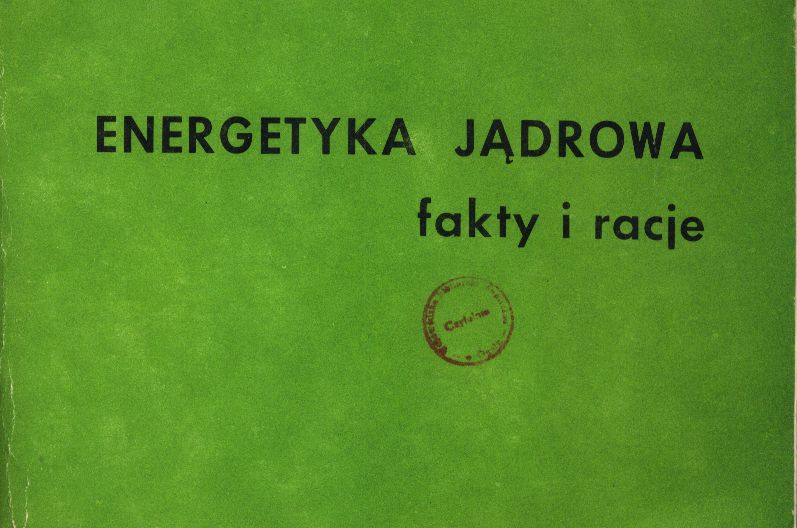 ENERGETYKA JĄDROWA
fakty i racje